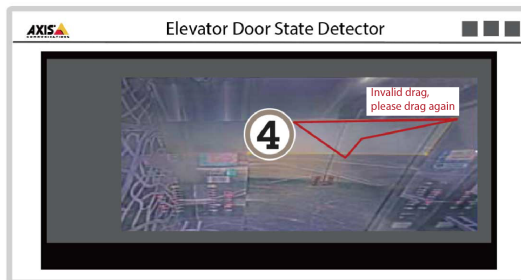 AXIS
COMMUNICATIONS
Elevator Door State Detector
Invalid drag,
please drag again
4